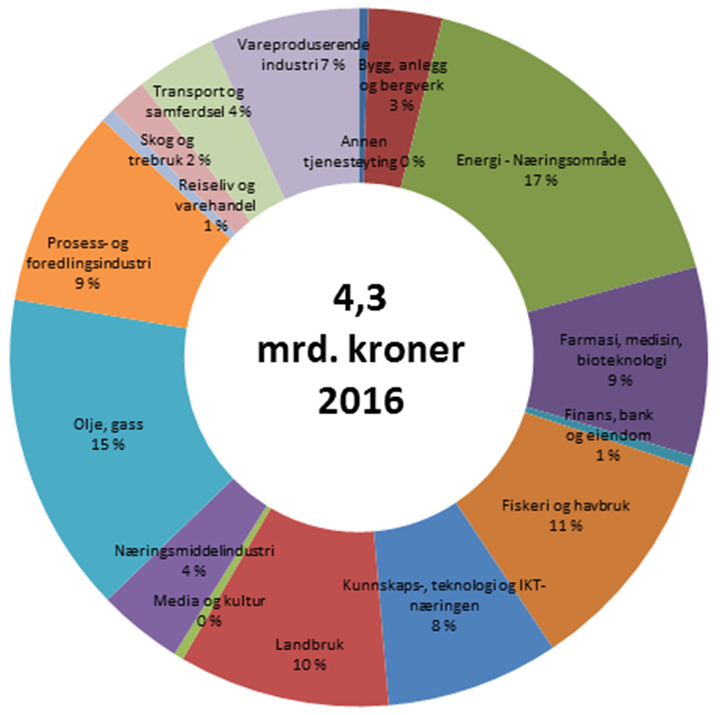 Vareproduserende
industri 7 %
Bygg, anlegg
og bergverk
3 %
Annen
tjenesteyting 0 %
Energi - Næringsområde
17 %
Farmasi, medisin,
bioteknologi
9 %
Finans, bank
og eiendom
1 %
Fiskeri og havbruk
11 %
Kunnskaps-, teknologi og IKT-
næringen
8 %
Landbruk
10 %
Media og kultur
0 %
Næringsmiddelindustri
4 %
Olje, gass
15 %
Prosess- og
foredlingsindustri
9 %
Reiseliv og
varehandel
1 %
Skog og
trebruk 2 %
Transport og
samferdsel 4 %
4,3
mrd. kroner
2016